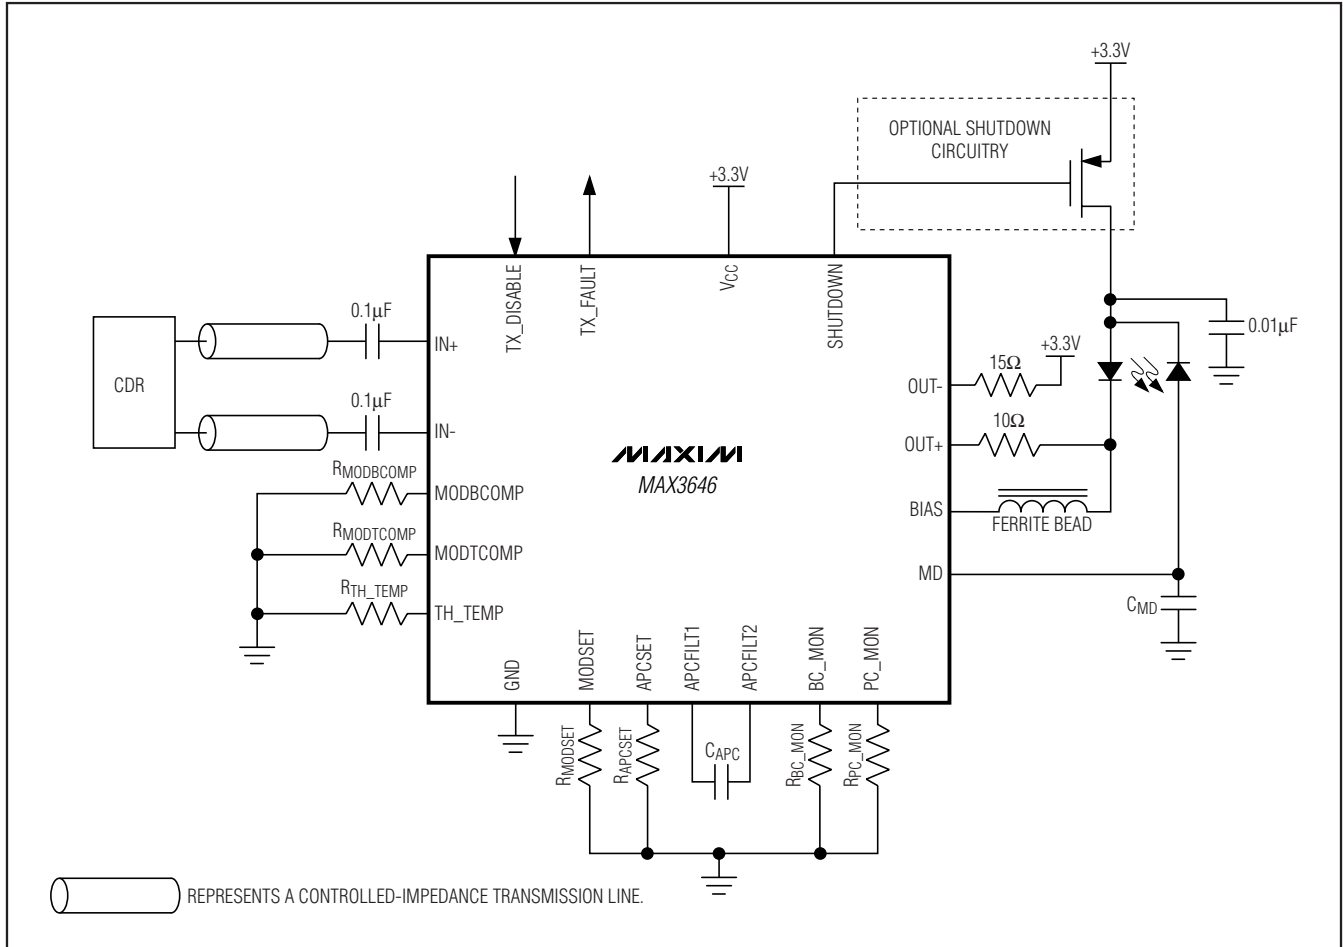 +3.3V
OPTIONAL SHUTDOWN
CIRCUITRY
+3.3V
TX_DISABLE
TX_FAULT
VCC
SHUTDOWN
0.1µF
IN+
CDR
0.1µF
IN-
RMODBCOMP
MODBCOMP
RMODTCOMP
MODTCOMP
RTH_TEMP
TH_TEMP
MAXIM
MAX3646
0.01µF
+3.3V
15Ω
OUT-
10Ω
OUT+
BIAS
FERRITE BEAD
MD
CMD
GND
MODSET
APCSET
APCFILT1
APCFILT2
BC_MON
PC_MON
RMODSET
RAPCSET
CAPC
RBC_MON
RPC_MON
REPRESENTS A CONTROLLED-IMPEDANCE TRANSMISSION LINE.